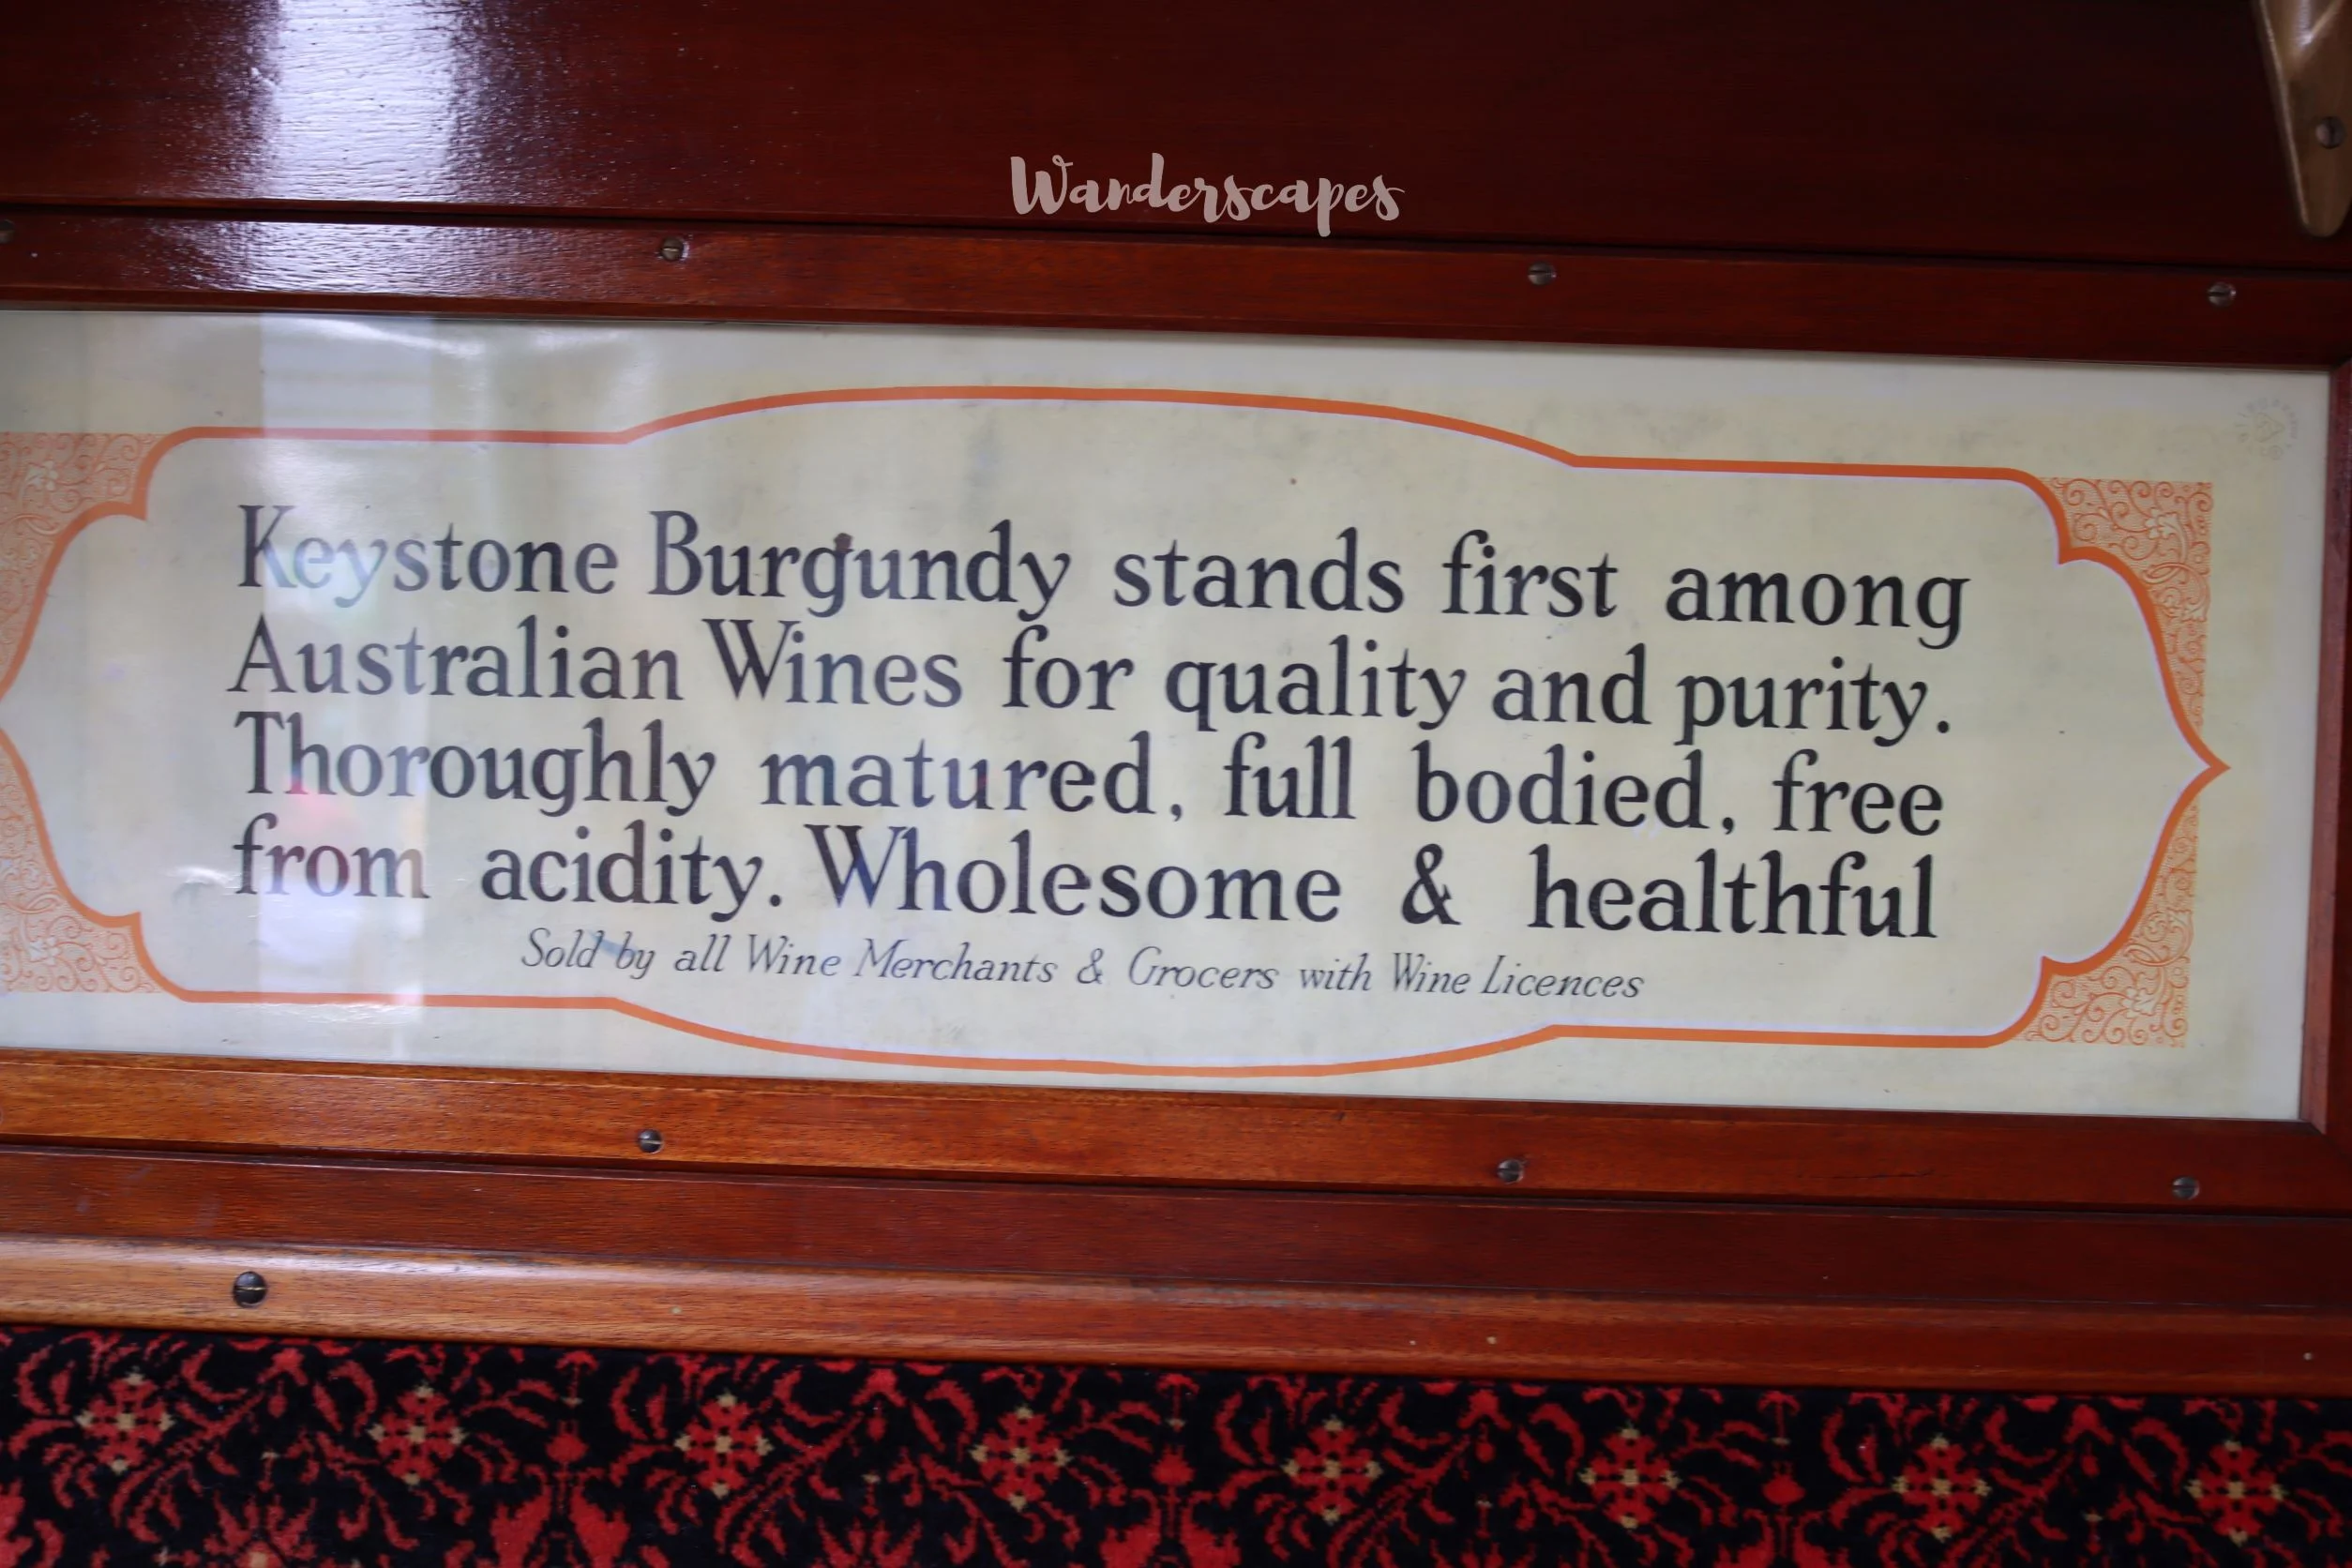 Wanderscapes
Keystone Burgundy stands first among
Australian Wines for quality and purity.
Thoroughly matured, full bodied, free
from acidity. Wholesome & healthful
Sold by all Wine Merchants & Grocers with Wine Licences